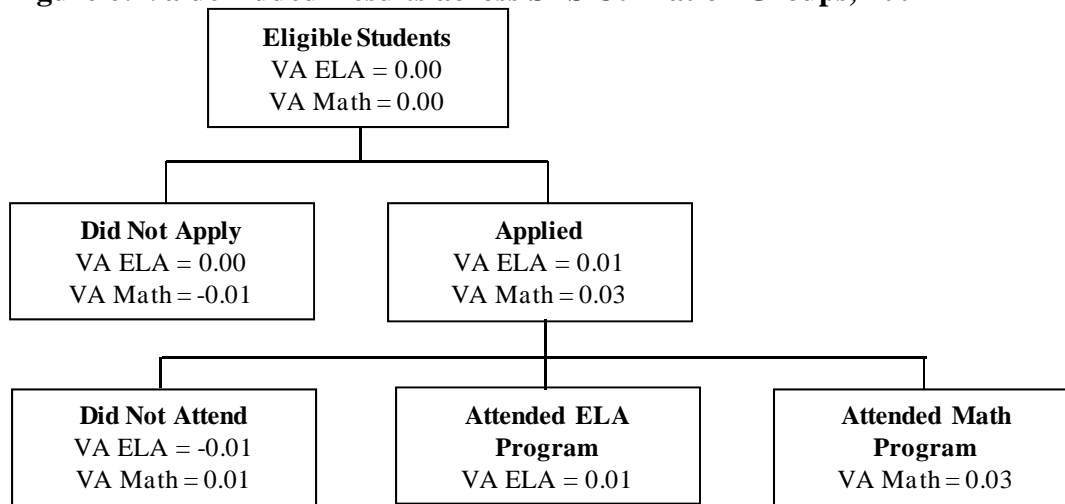 Eligible Students
VA ELA = 0.00
VA Math = 0.00
Did Not Apply
VA ELA = 0.00
VA Math = -0.01
Applied
VA ELA = 0.01
VA Math = 0.03
Did Not Attend
VA ELA = -0.01
VA Math = 0.01
Attended ELA
Program
VA ELA = 0.01
Attended Math
Program
VA Math = 0.03